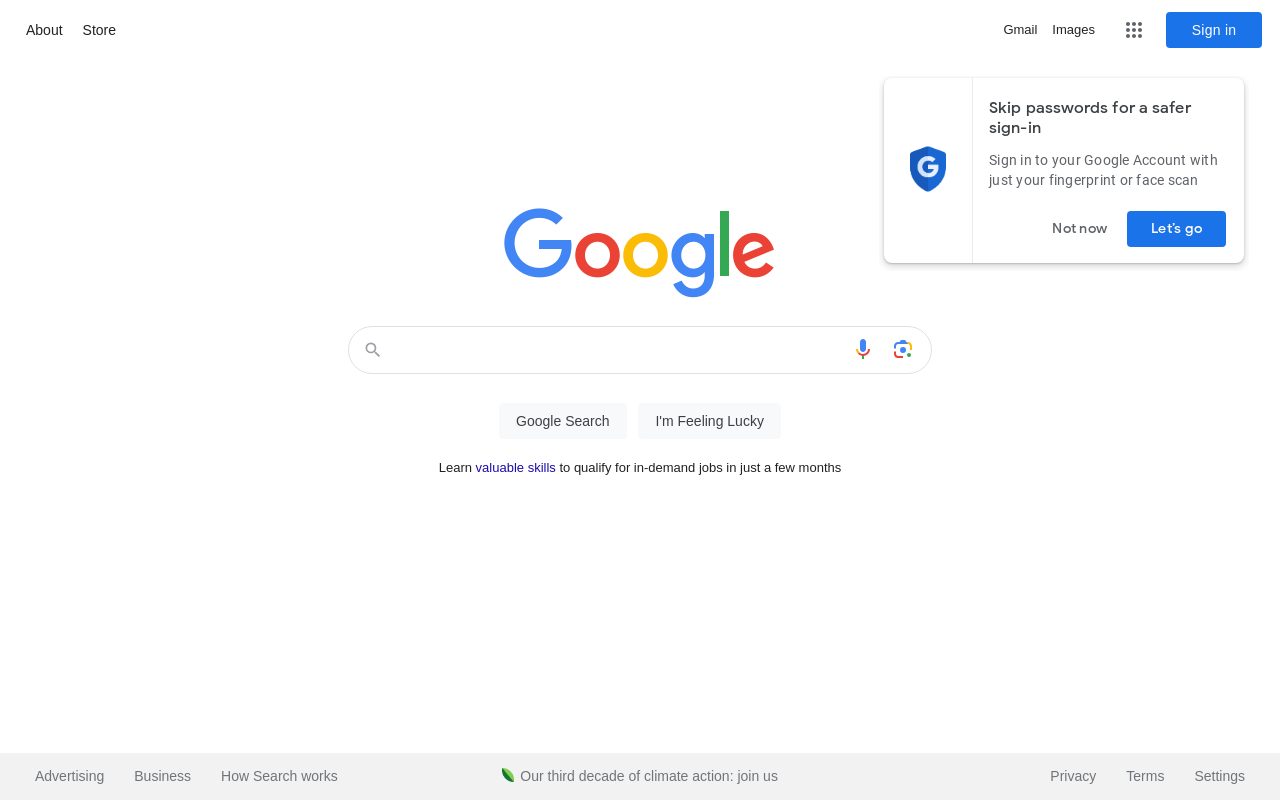 About Store
Gmail Images Sign in
Skip passwords for a safer
sign-in
Sign in to your Google Account with
just your fingerprint or face scan
Not now Let's go
Google
Google Search I'm Feeling Lucky
Learn valuable skills to qualify for in-demand jobs in just a few months
Advertising Business How Search works Our third decade of climate action: join us Privacy Terms Settings